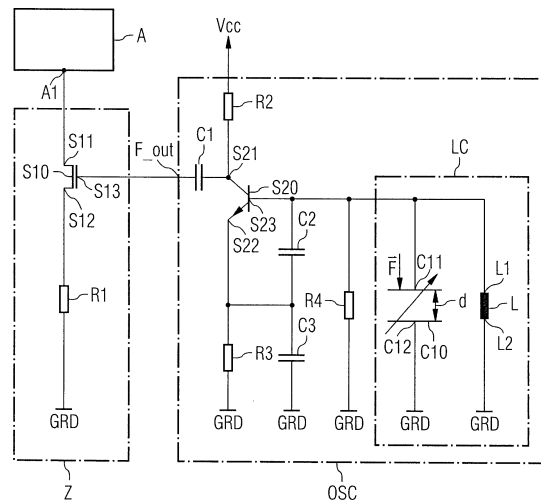 A
Vcc
A1
R2
LC
S11
F_out
C1
S21
S10
S13
S20
S12
S23
C2
F
C11
S22
L1
R1
R4
d
L
C12
C10
L2
R3
C3
GRD
GRD
GRD
GRD
GRD
GRD
Z
OSC